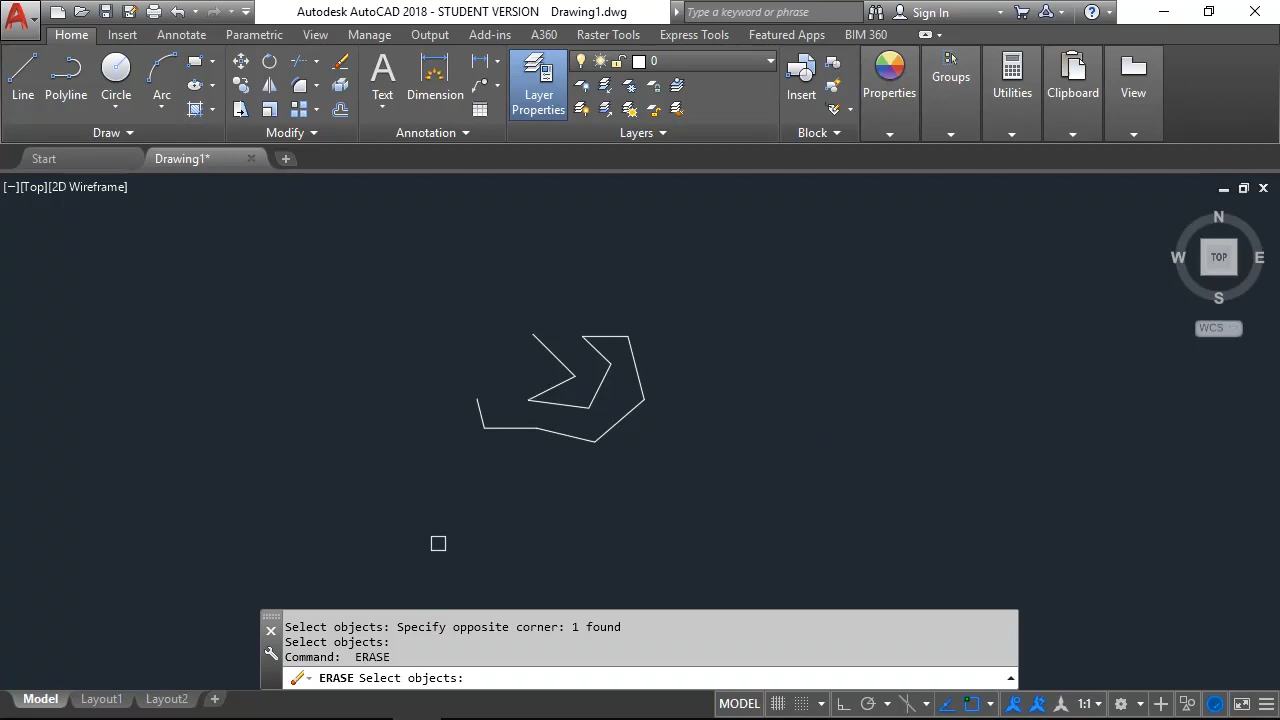 Autodesk AutoCAD 2018 - STUDENT VERSION Drawing1.dwg
Type a keyword or phrase
Sign In
Home Insert Annotate Parametric View Manage Output Add-ins A360 Raster Tools Express Tools Featured Apps BIM 360
Line Polyline Circle Arc
Text Dimension
Layer Properties
0
Insert
Properties
Groups
Utilities
Clipboard
View
Draw Modify Annotation Layers Block
Start Drawing1*
[−][Top][2D Wireframe]
N
W TOP E
S
WCS
Select objects: Specify opposite corner: 1 found
Select objects:
Command: ERASE
ERASE Select objects:
Model Layout1 Layout2
MODEL
1:1